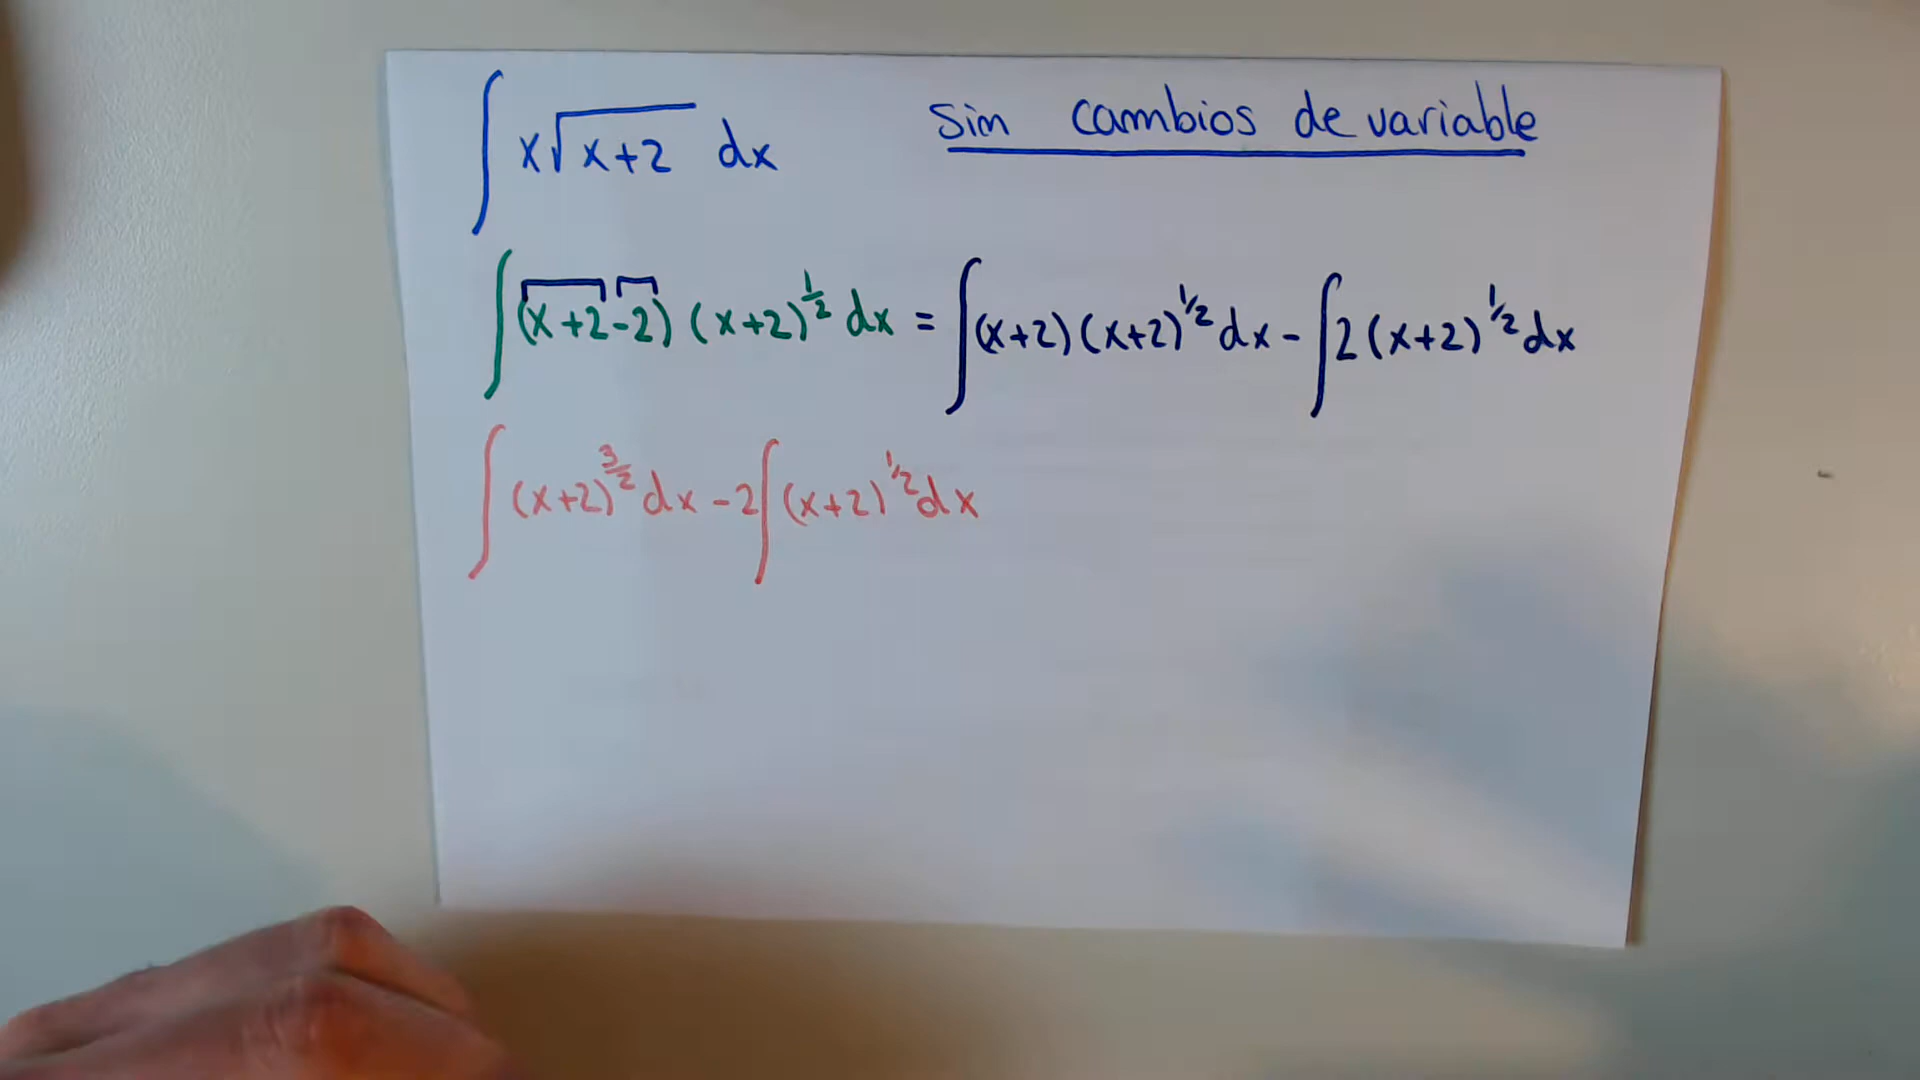 ∫ x√(x+2) dx sin cambios de variable
∫ (x+2-2) (x+2)^(1/2) dx = ∫ (x+2)(x+2)^(1/2) dx - ∫ 2(x+2)^(1/2) dx
∫ (x+2)^(3/2) dx - 2∫ (x+2)^(1/2) dx